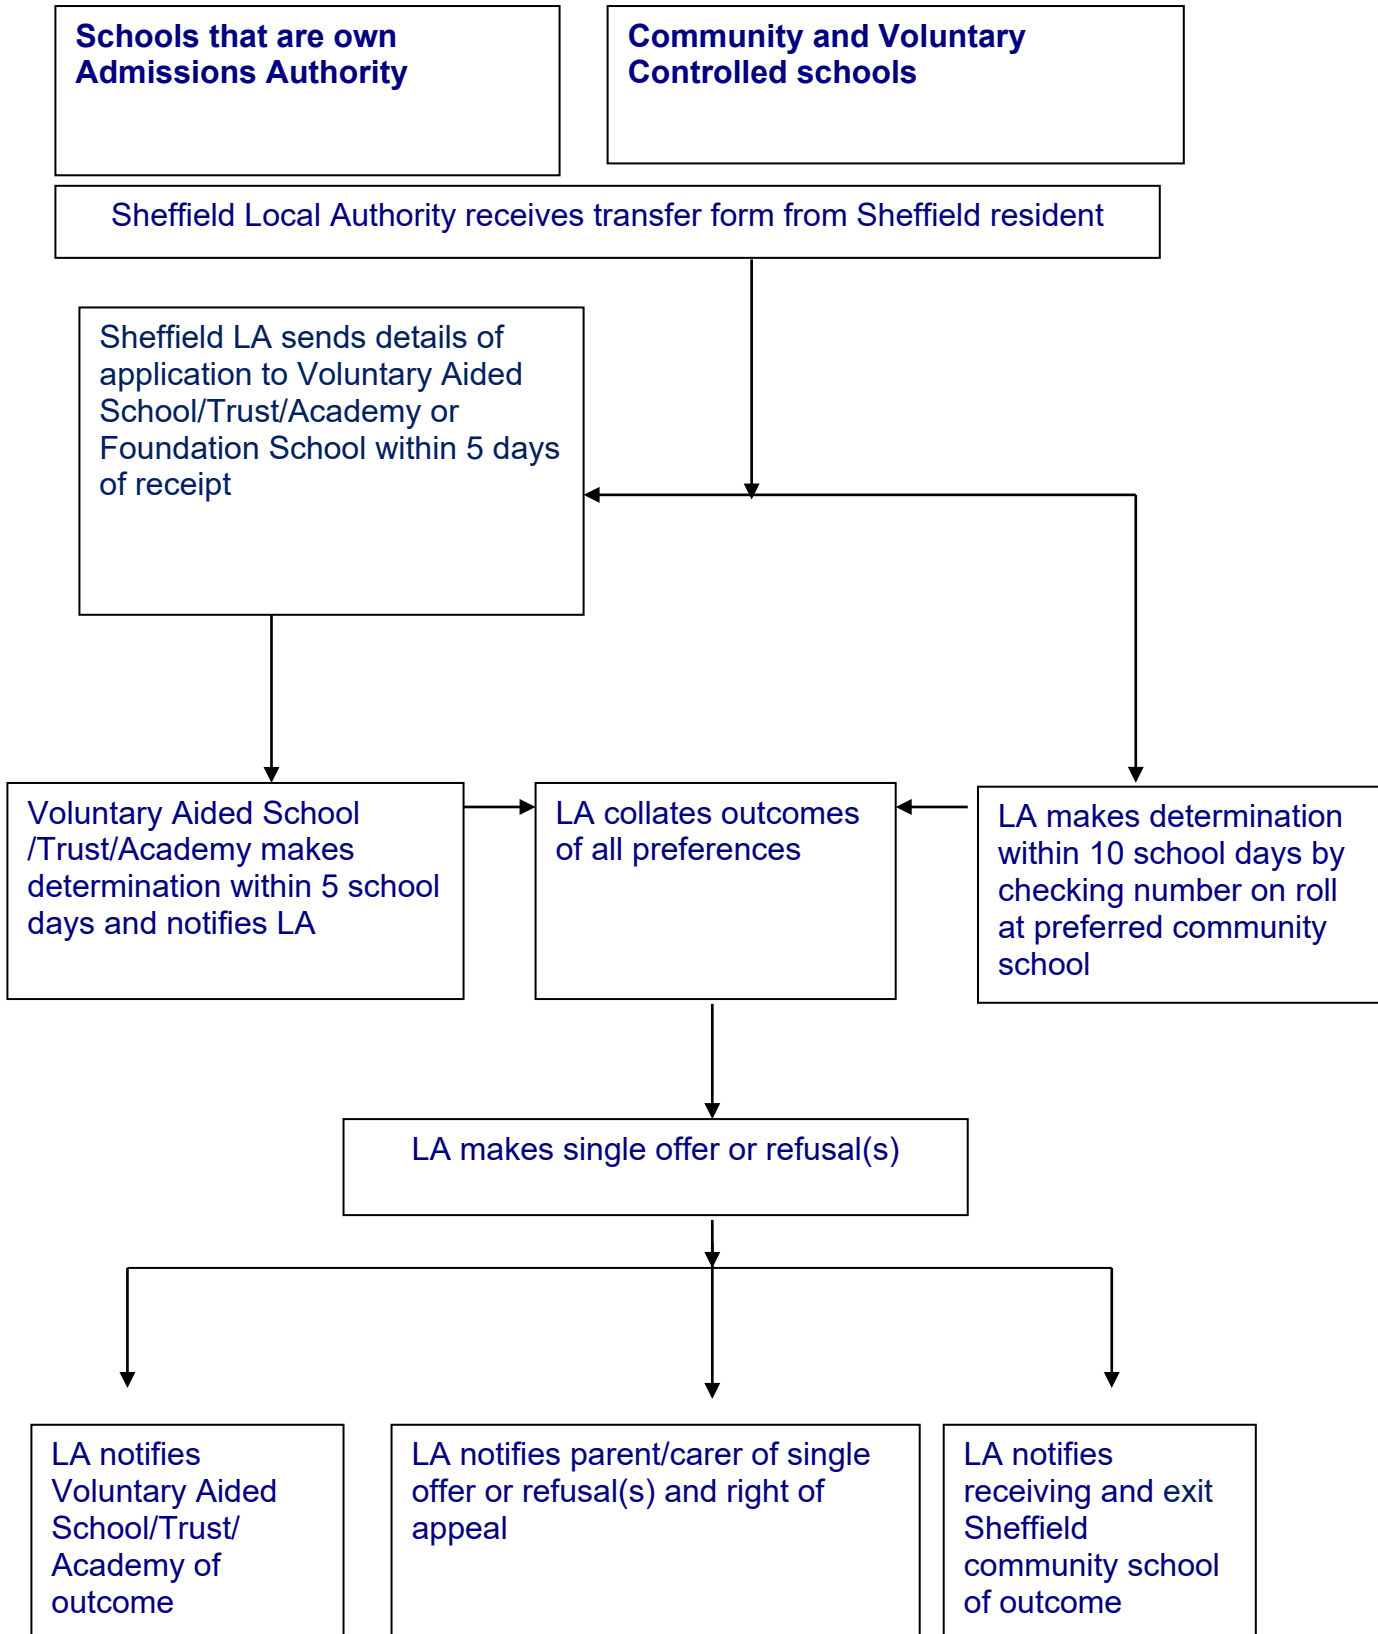 Schools that are own
Admissions Authority
Community and Voluntary
Controlled schools
Sheffield Local Authority receives transfer form from Sheffield resident
Sheffield LA sends details of
application to Voluntary Aided
School/Trust/Academy or
Foundation School within 5 days
of receipt
Voluntary Aided School
/Trust/Academy makes
determination within 5 school
days and notifies LA
LA collates outcomes
of all preferences
LA makes determination
within 10 school days by
checking number on roll
at preferred community
school
LA makes single offer or refusal(s)
LA notifies
Voluntary Aided
School/Trust/
Academy of
outcome
LA notifies parent/carer of single
offer or refusal(s) and right of
appeal
LA notifies
receiving and exit
Sheffield
community school
of outcome